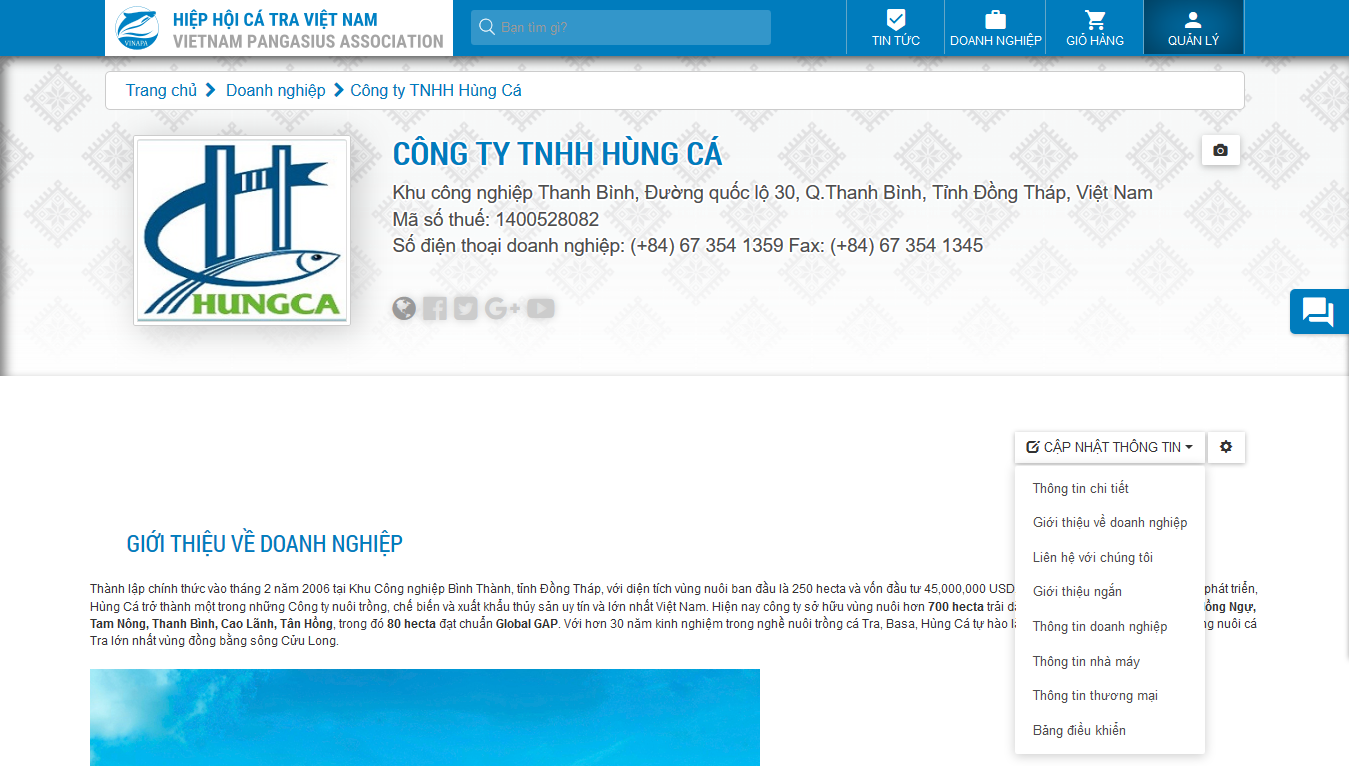 HIỆP HỘI CÁ TRA VIỆT NAM
VIETNAM PANGASIUS ASSOCIATION
VINAPA
Bạn tìm gì?
TIN TỨC
DOANH NGHIỆP
GIỎ HÀNG
QUẢN LÝ
Trang chủ Doanh nghiệp Công ty TNHH Hùng Cá
HUNGCA
CÔNG TY TNHH HÙNG CÁ
Khu công nghiệp Thanh Bình, Đường quốc lộ 30, Q.Thanh Bình, Tỉnh Đồng Tháp, Việt Nam
Mã số thuế: 1400528082
Số điện thoại doanh nghiệp: (+84) 67 354 1359 Fax: (+84) 67 354 1345
CẬP NHẬT THÔNG TIN
Thông tin chi tiết
Giới thiệu về doanh nghiệp
Liên hệ với chúng tôi
Giới thiệu ngắn
Thông tin doanh nghiệp
Thông tin nhà máy
Thông tin thương mại
Bảng điều khiển
GIỚI THIỆU VỀ DOANH NGHIỆP
Thành lập chính thức vào tháng 2 năm 2006 tại Khu Công nghiệp Bình Thành, tỉnh Đồng Tháp, với diện tích vùng nuôi ban đầu là 250 hecta và vốn đầu tư 45,000,000 USD phát triển,
Hùng Cá trở thành một trong những Công ty nuôi trồng, chế biến và xuất khẩu thủy sản uy tín và lớn nhất Việt Nam. Hiện nay công ty sở hữu vùng nuôi hơn 700 hecta trải Ngự,
Tam Nông, Thanh Bình, Cao Lãnh, Tân Hồng, trong đó 80 hecta đạt chuẩn Global GAP. Với hơn 30 năm kinh nghiệm trong nghề nuôi trồng cá Tra, Basa, Hùng Cá tự hào nuôi cá
Tra lớn nhất vùng đồng bằng sông Cửu Long.